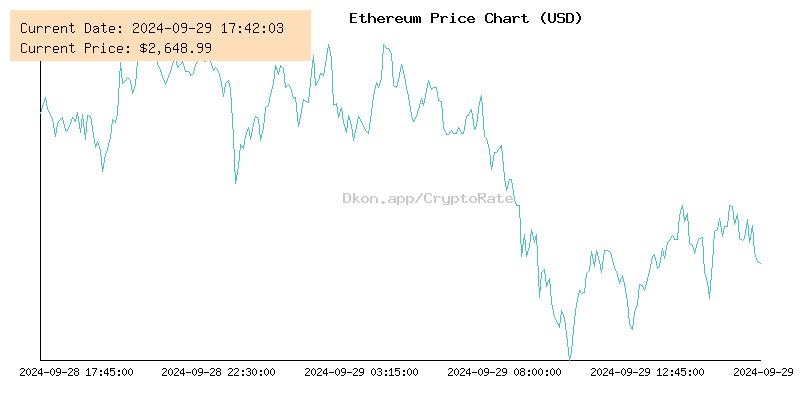 Ethereum Price Chart (USD)
Current Date: 2024-09-29 17:42:03
Current Price: $2,648.99
Dkon.app/CryptoRate
2024-09-28 17:45:00 2024-09-28 22:30:00 2024-09-29 03:15:00 2024-09-29 08:00:00 2024-09-29 12:45:00 2024-09-29